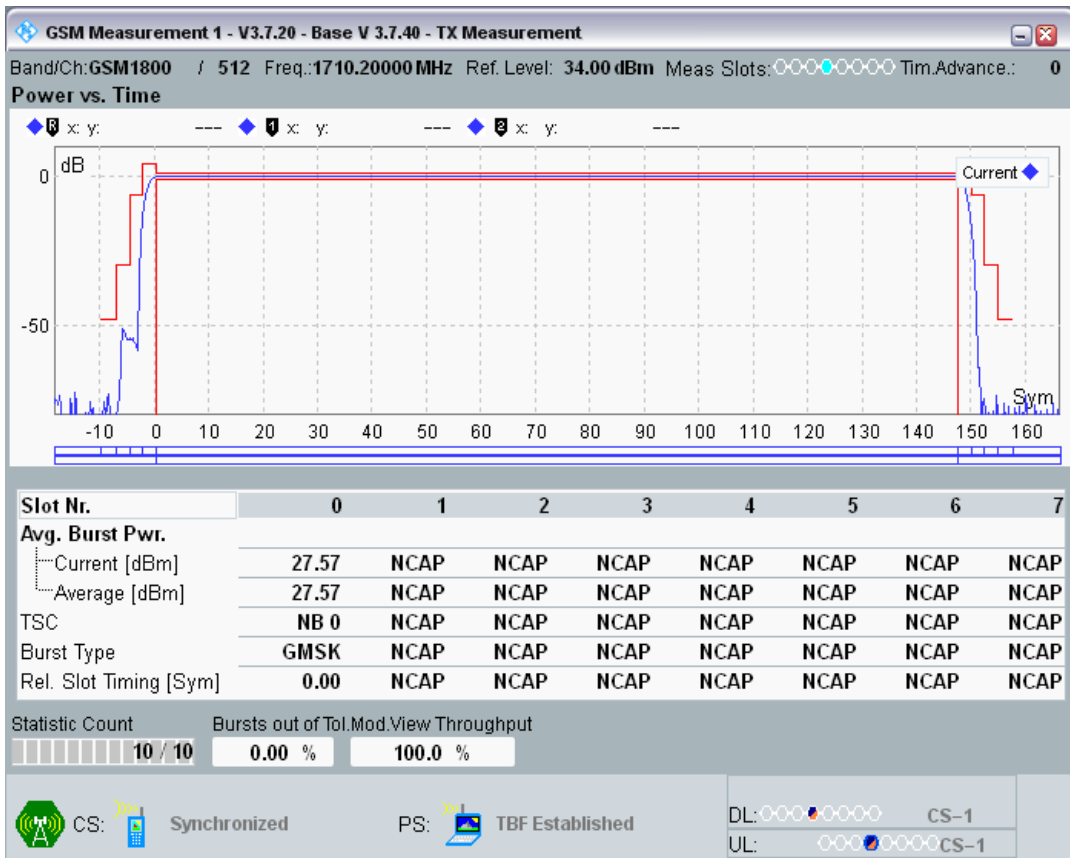 GSM Measurement 1 - V3.7.20 - Base V 3.7.40 - TX Measurement
Band/Ch:GSM1800 / 512 Freq.:1710.20000 MHz Ref. Level: 34.00 dBm Meas Slots: Tim.Advance.: 0
Power vs. Time
R x: y: --- 1 x: y: --- 2 x: y: ---
dB
Current
0
-50
Sym
-10 0 10 20 30 40 50 60 70 80 90 100 110 120 130 140 150 160
Slot Nr. 0 1 2 3 4 5 6 7
Avg. Burst Pwr.
Current [dBm] 27.57 NCAP NCAP NCAP NCAP NCAP NCAP NCAP
Average [dBm] 27.57 NCAP NCAP NCAP NCAP NCAP NCAP NCAP
TSC NB 0 NCAP NCAP NCAP NCAP NCAP NCAP NCAP
Burst Type GMSK NCAP NCAP NCAP NCAP NCAP NCAP NCAP
Rel. Slot Timing [Sym] 0.00 NCAP NCAP NCAP NCAP NCAP NCAP NCAP
Statistic Count Bursts out of Tol.Mod.View Throughput
10 / 10 0.00 % 100.0 %
CS: Synchronized PS: TBF Established
DL: CS-1
UL: CS-1